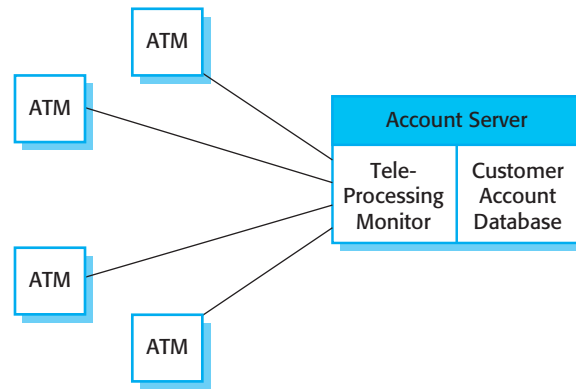 ATM
ATM
Account Server
Tele-
Processing
Monitor
Customer
Account
Database
ATM
ATM